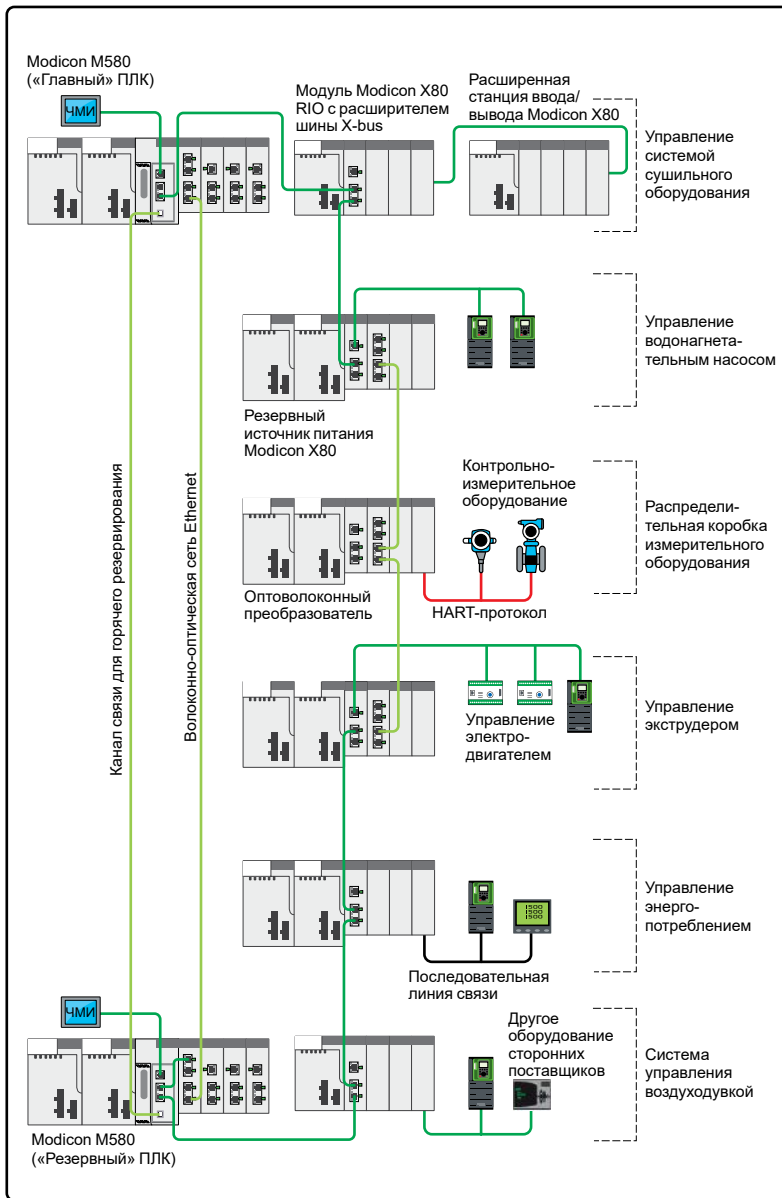 Modicon M580
(«Главный» ПЛК)
ЧМИ
Модуль Modicon X80
RIO с расширителем
шины X-bus
Расширенная
станция ввода/
вывода Modicon X80
Управление
системой
сушильного
оборудования
Управление
водонагнета-
тельным насосом
Резервный
источник питания
Modicon X80
Контрольно-
измерительное
оборудование
Распредели-
тельная коробка
измерительного
оборудования
Оптоволоконный
преобразователь
HART-протокол
Канал связи для горячего резервирования
Волоконно-оптическая сеть Ethernet
Управление
электро-
двигателем
Управление
экструдером
1500
1500
1500
Управление
энерго-
потреблением
Последовательная
линия связи
ЧМИ
Другое
оборудование
сторонних
поставщиков
Система
управления
воздуходувкой
Modicon M580
(«Резервный» ПЛК)